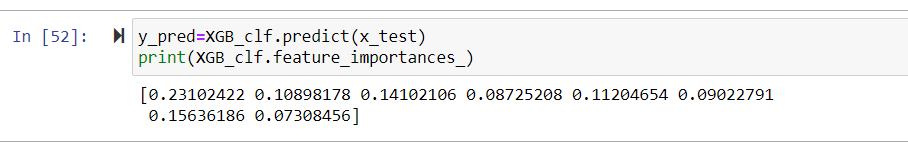 In [52]:
y_pred=XGB_clf.predict(x_test)
print(XGB_clf.feature_importances_)
[0.23102422 0.10898178 0.14102106 0.08725208 0.11204654 0.09022791
0.15636186 0.07308456]